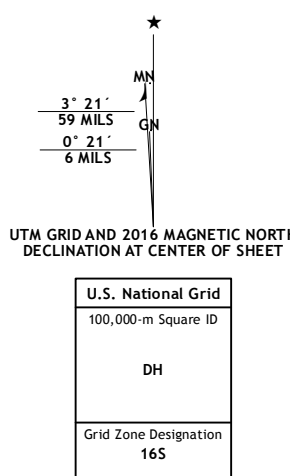 ★
MN
3° 21´
59 MILS
GN
0° 21´
6 MILS
UTM GRID AND 2016 MAGNETIC NORTH
DECLINATION AT CENTER OF SHEET
U.S. National Grid
100,000-m Square ID
DH
Grid Zone Designation
16S